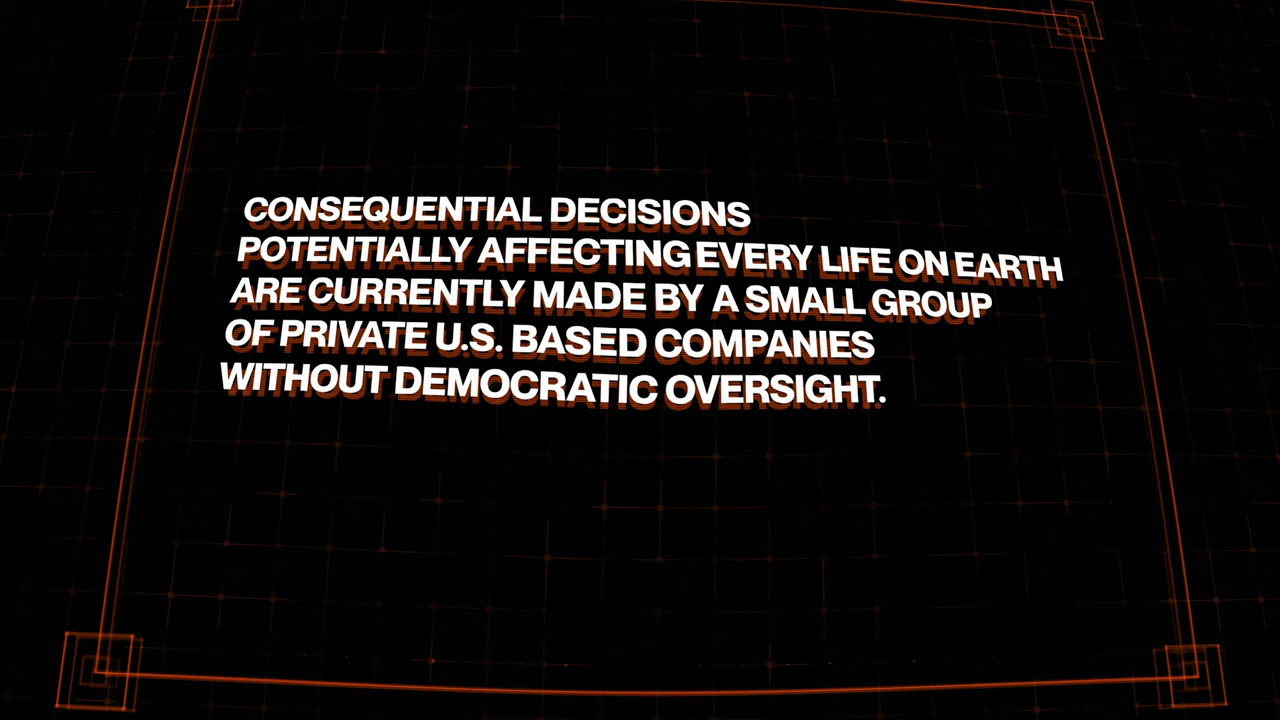 CONSEQUENTIAL DECISIONS
POTENTIALLY AFFECTING EVERY LIFE ON EARTH
ARE CURRENTLY MADE BY A SMALL GROUP
OF PRIVATE U.S. BASED COMPANIES
WITHOUT DEMOCRATIC OVERSIGHT.